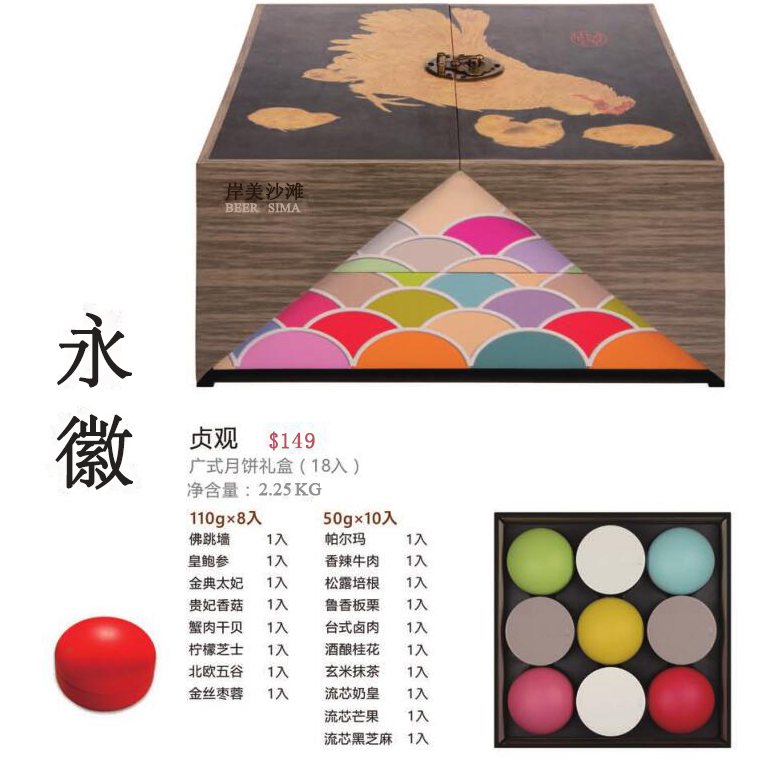 岸美沙滩
BEER SIMA
永徽
贞观 $149
广式月饼礼盒（18入）
净含量：2.25KG
110g×8入 50g×10入
佛跳墙 1入 帕尔玛 1入
皇鲍参 1入 香辣牛肉 1入
金典太妃 1入 松露培根 1入
贵妃香菇 1入 鲁香板栗 1入
蟹肉干贝 1入 台式卤肉 1入
柠檬芝士 1入 酒酿桂花 1入
北欧五谷 1入 玄米抹茶 1入
金丝枣蓉 1入 流芯奶皇 1入
流芯芒果 1入
流芯黑芝麻 1入